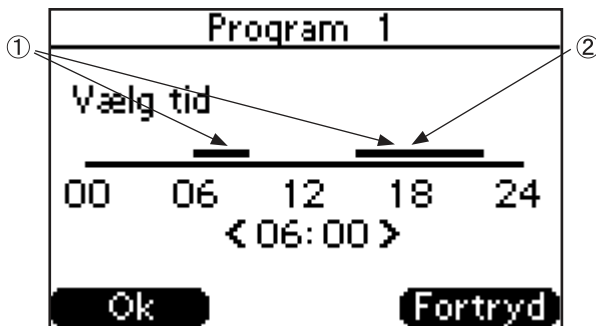 Program 1
① ②
Vælg tid
00 06 12 18 24
< 06:00 >
Ok Fortryd